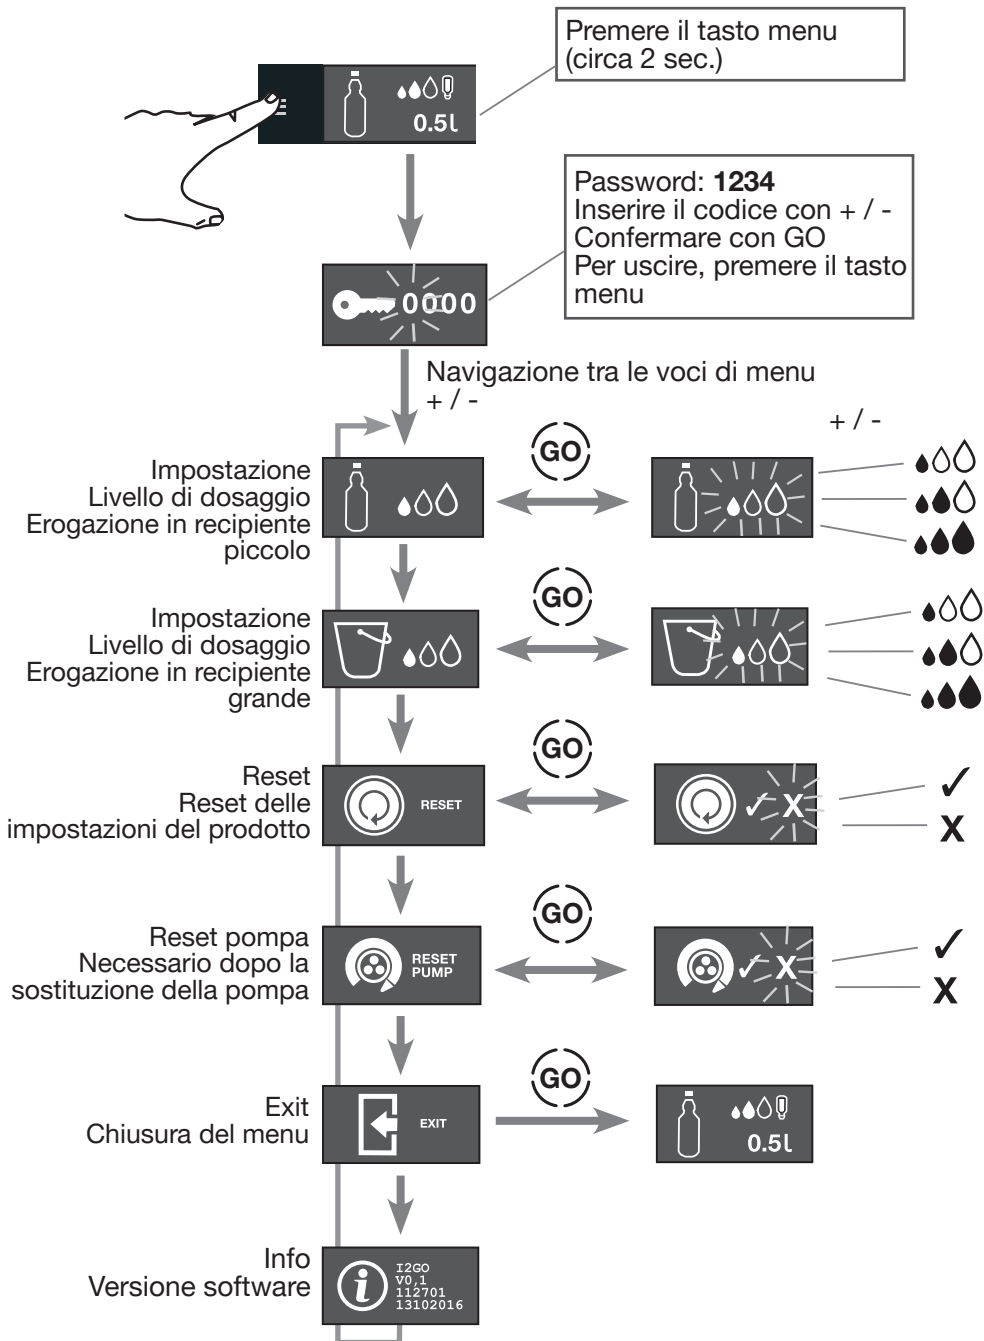 Premere il tasto menu
(circa 2 sec.)
0.5l
Password: 1234
Inserire il codice con + / -
Confermare con GO
Per uscire, premere il tasto
menu
0000
Navigazione tra le voci di menu
+ / -
+ / -
Impostazione
Livello di dosaggio
Erogazione in recipiente
piccolo
GO
Impostazione
Livello di dosaggio
Erogazione in recipiente
grande
GO
Reset
Reset delle
impostazioni del prodotto
RESET
GO
X
X
Reset pompa
Necessario dopo la
sostituzione della pompa
RESET
PUMP
GO
X
X
Exit
Chiusura del menu
EXIT
GO
0.5l
Info
Versione software
i
I2GO
V0,1
112701
13102016